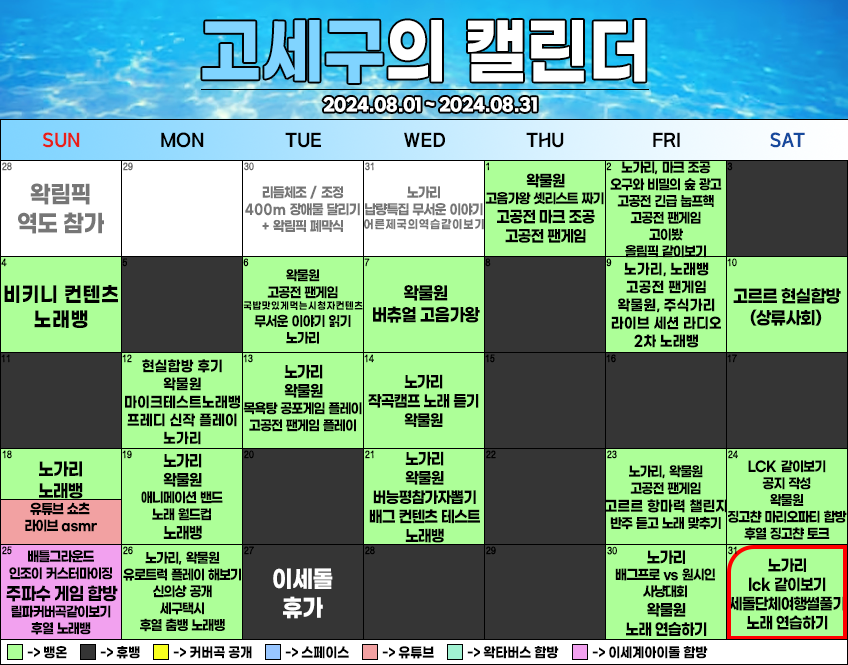 고세구의 캘린더
2024.08.01 ~ 2024.08.31
SUN MON TUE WED THU FRI SAT
28
왁림픽
역도 참가
29
30
리듬체조 / 조정
400m 장애물 달리기
+ 왁림픽 폐막식
31
노가리
납량특집 무서운 이야기
어른제국의역습같이보기
1
왁물원
고음가왕 셋리스트 짜기
고공전 마크 조공
고공전 팬게임
2
노가리, 마크 조공
오구와 비밀의 숲 광고
고공전 긴급 눕프핵
고공전 팬게임
고이봤
올림픽 같이보기
3
4
비키니 컨텐츠
노래뱅
5
6
왁물원
고공전 팬게임
국밥맛있게먹는시청자컨텐츠
무서운 이야기 읽기
노가리
7
왁물원
버츄얼 고음가왕
8
9
노가리, 노래뱅
고공전 팬게임
왁물원, 주식가리
라이브 세션 라디오
2차 노래뱅
10
고르르 현실합방
(상류사회)
11
12
현실합방 후기
왁물원
마이크테스트노래뱅
프레디 신작 플레이
노가리
13
노가리
왁물원
목욕탕 공포게임 플레이
고공전 팬게임 플레이
14
노가리
작곡캠프 노래 듣기
왁물원
15
16
17
18
노가리
노래뱅
유튜브 쇼츠
라이브 asmr
19
노가리
왁물원
애니메이션 밴드
노래 월드컵
노래뱅
20
21
노가리
왁물원
버능핑참가자뽑기
배그 컨텐츠 테스트
노래뱅
22
23
노가리, 왁물원
고공전 팬게임
고르르 항마력 챌린지
반주 듣고 노래 맞추기
24
LCK 같이보기
공지 작성
왁물원
징고챤 마리오파티 합방
후열 징고챤 토크
25
배틀그라운드
인조이 커스터마이징
주파수 게임 합방
릴파커버곡같이보기
후열 노래뱅
26
노가리, 왁물원
유로트럭 플레이 해보기
신의상 공개
세구택시
후열 춤뱅 노래뱅
27
이세돌
휴가
28
29
30
노가리
배그프로 vs 원시인
사냥대회
왁물원
노래 연습하기
31
노가리
lck 같이보기
세돌단체여행썰풀기
노래 연습하기
-> 뱅온 -> 휴뱅 -> 커버곡 공개 -> 스페이스 -> 유튜브 -> 왁타버스 합방 -> 이세계아이돌 합방